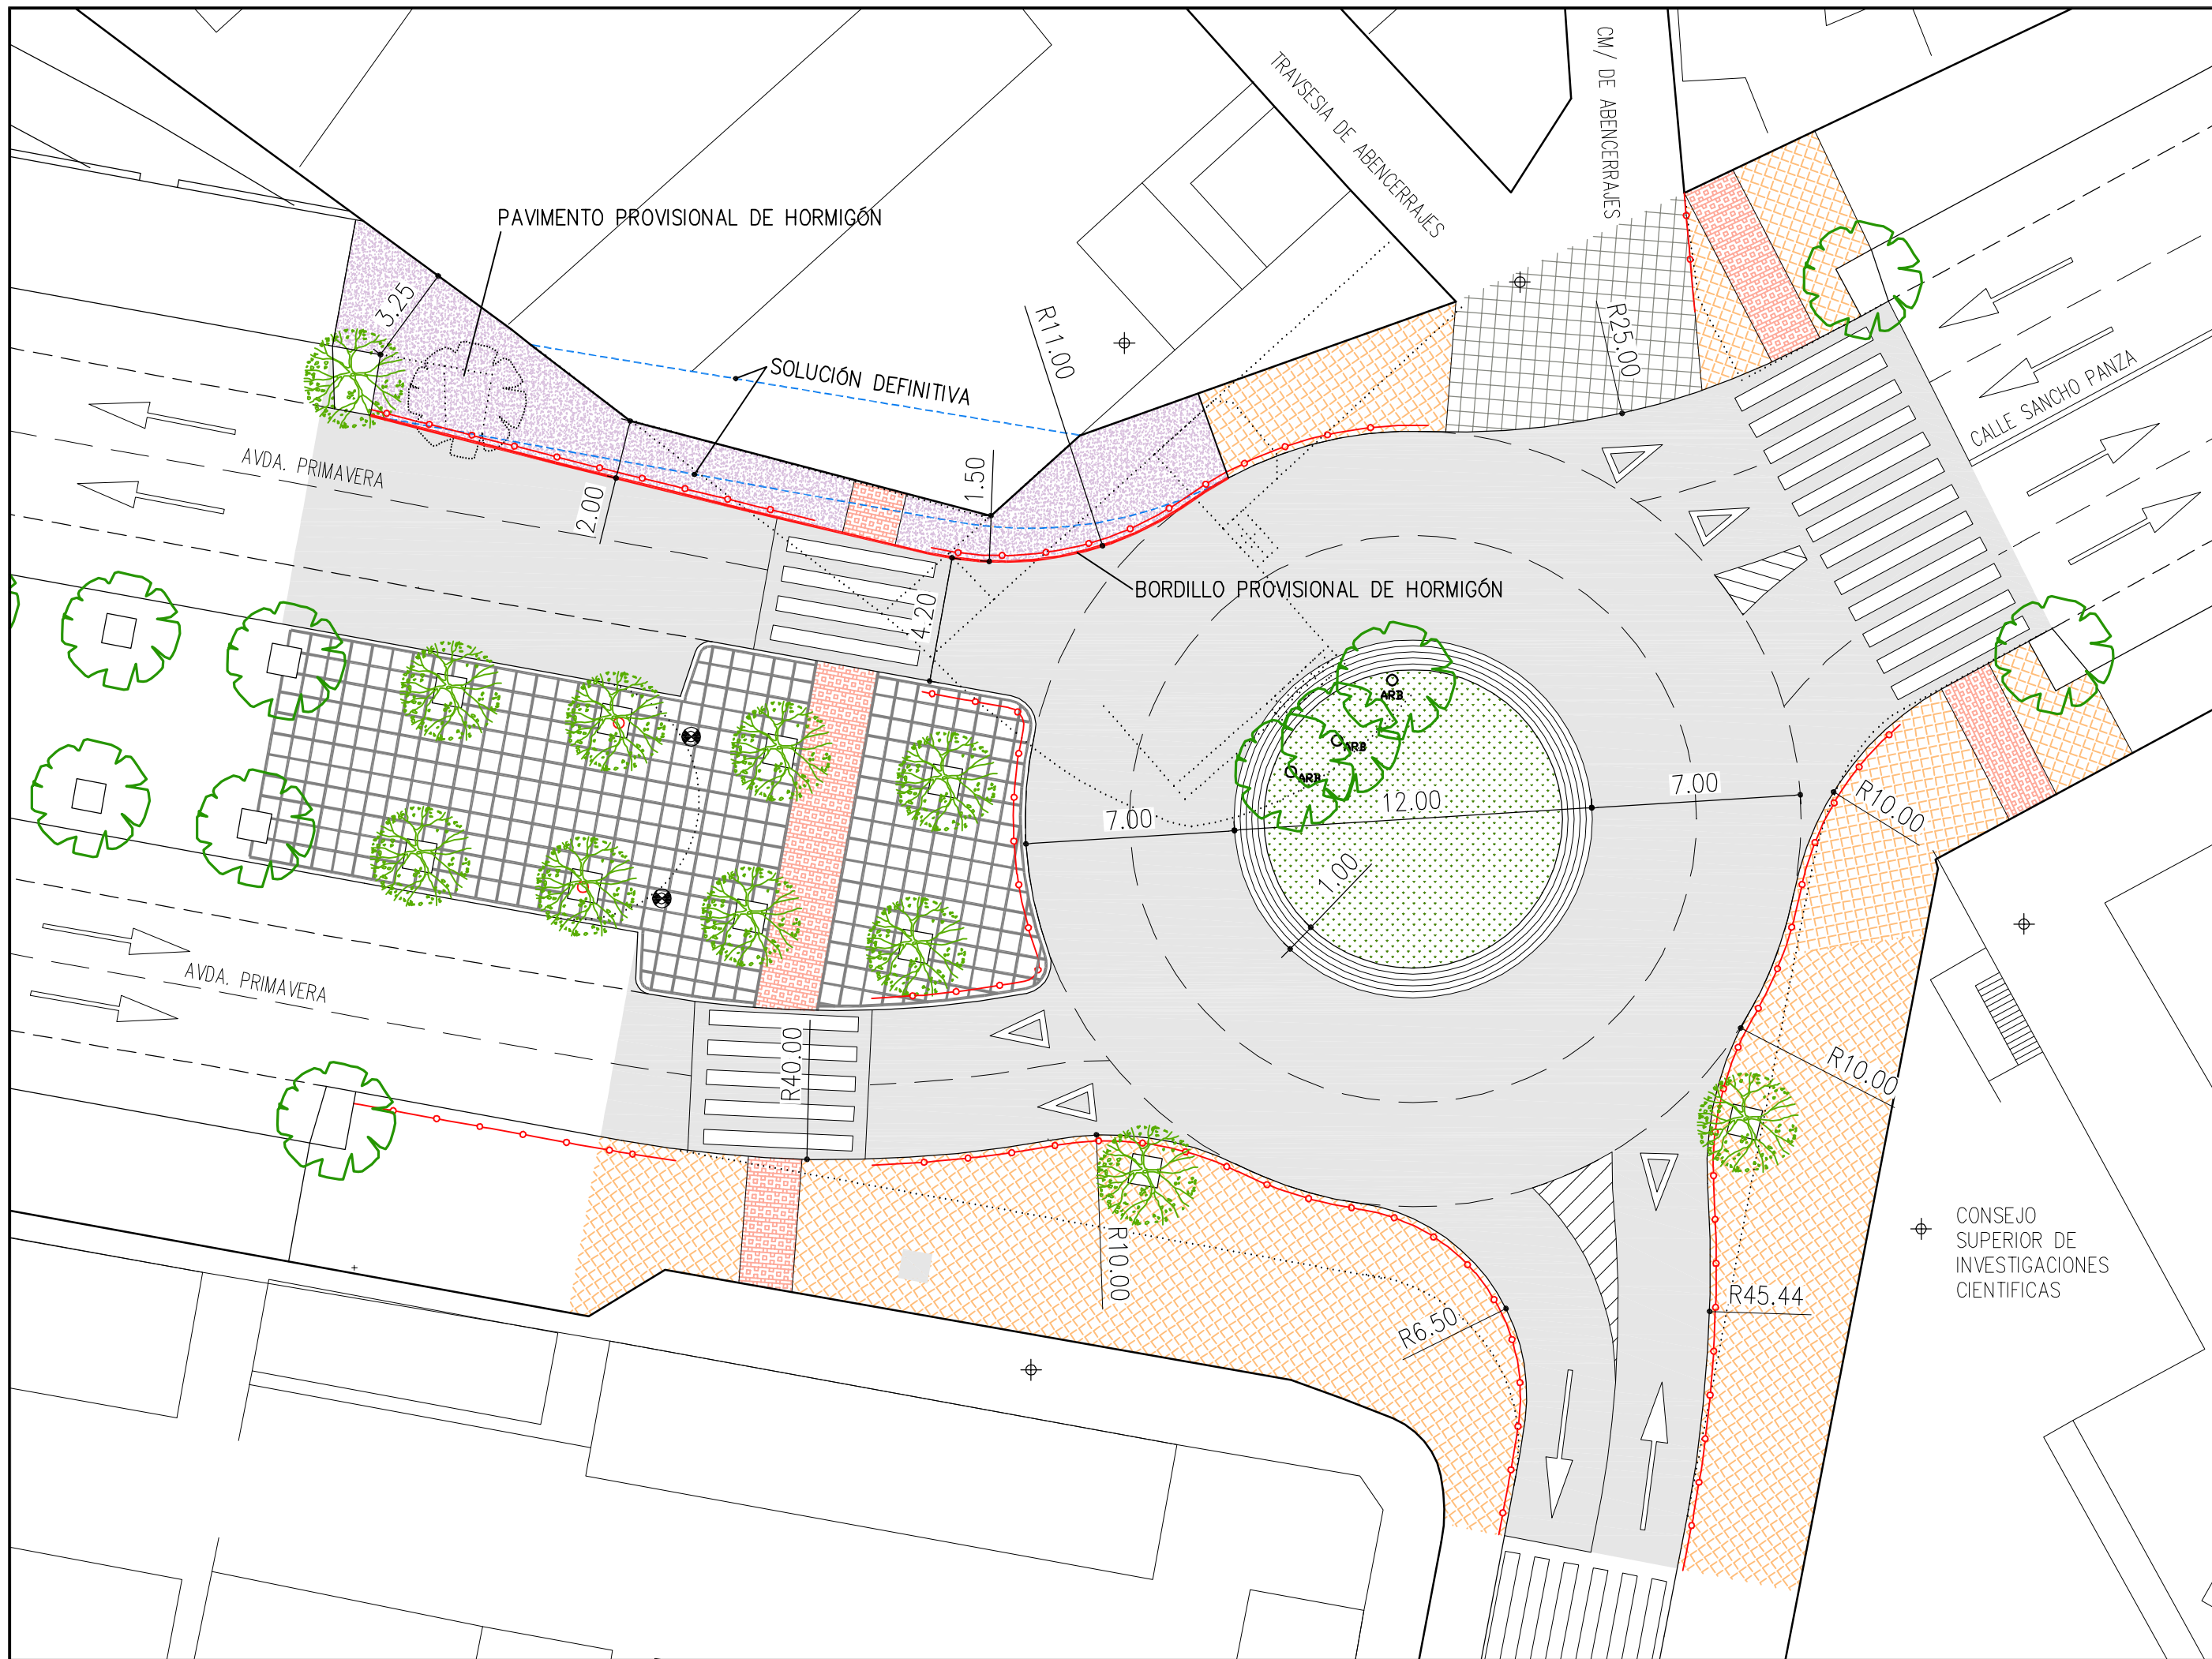 TRAVSESIA DE ABENCERRAJES
CM/ DE ABENCERRAJES
PAVIMENTO PROVISIONAL DE HORMIGÓN
3.25
R11.00
R25.00
SOLUCIÓN DEFINITIVA
CALLE SANCHO PANZA
AVDA. PRIMAVERA
2.00
1.50
BORDILLO PROVISIONAL DE HORMIGÓN
4.20
ARB
ARB
ARB
7.00
12.00
7.00
R10.00
1.00
AVDA. PRIMAVERA
R40.00
R10.00
R10.00
R6.50
R45.44
CONSEJO
SUPERIOR DE
INVESTIGACIONES
CIENTIFICAS